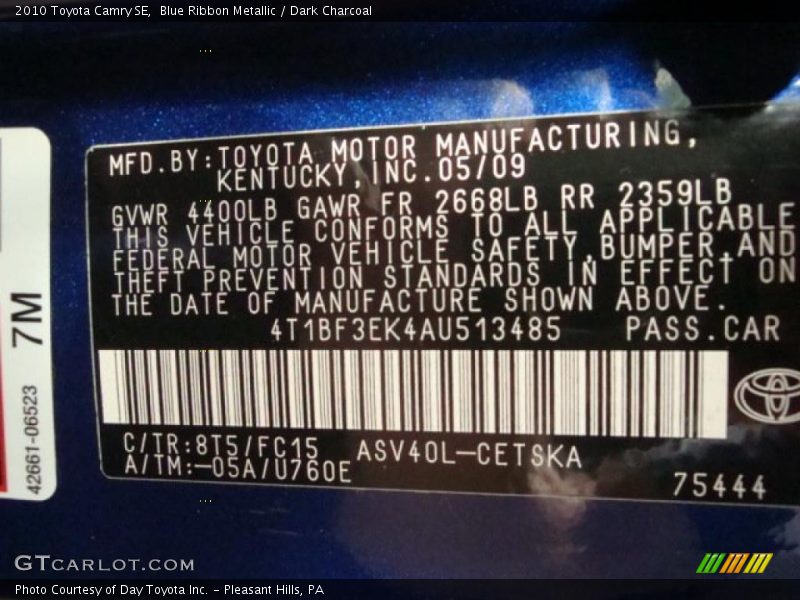 2010 Toyota Camry SE, Blue Ribbon Metallic / Dark Charcoal
MFD.BY:TOYOTA MOTOR MANUFACTURING,
KENTUCKY,INC.05/09
GVWR 4400LB GAWR FR 2668LB RR 2359LB
THIS VEHICLE CONFORMS TO ALL APPLICABLE
FEDERAL MOTOR VEHICLE SAFETY,BUMPER,AND
THEFT PREVENTION STANDARDS IN EFFECT ON
THE DATE OF MANUFACTURE SHOWN ABOVE.
4T1BF3EK4AU513485 PASS.CAR
C/TR:8T5/FC15 ASV40L-CETSKA
A/TM:-05A/U760E
75444
7M
42661-06523
GTCARLOT.COM
Photo Courtesy of Day Toyota Inc. - Pleasant Hills, PA